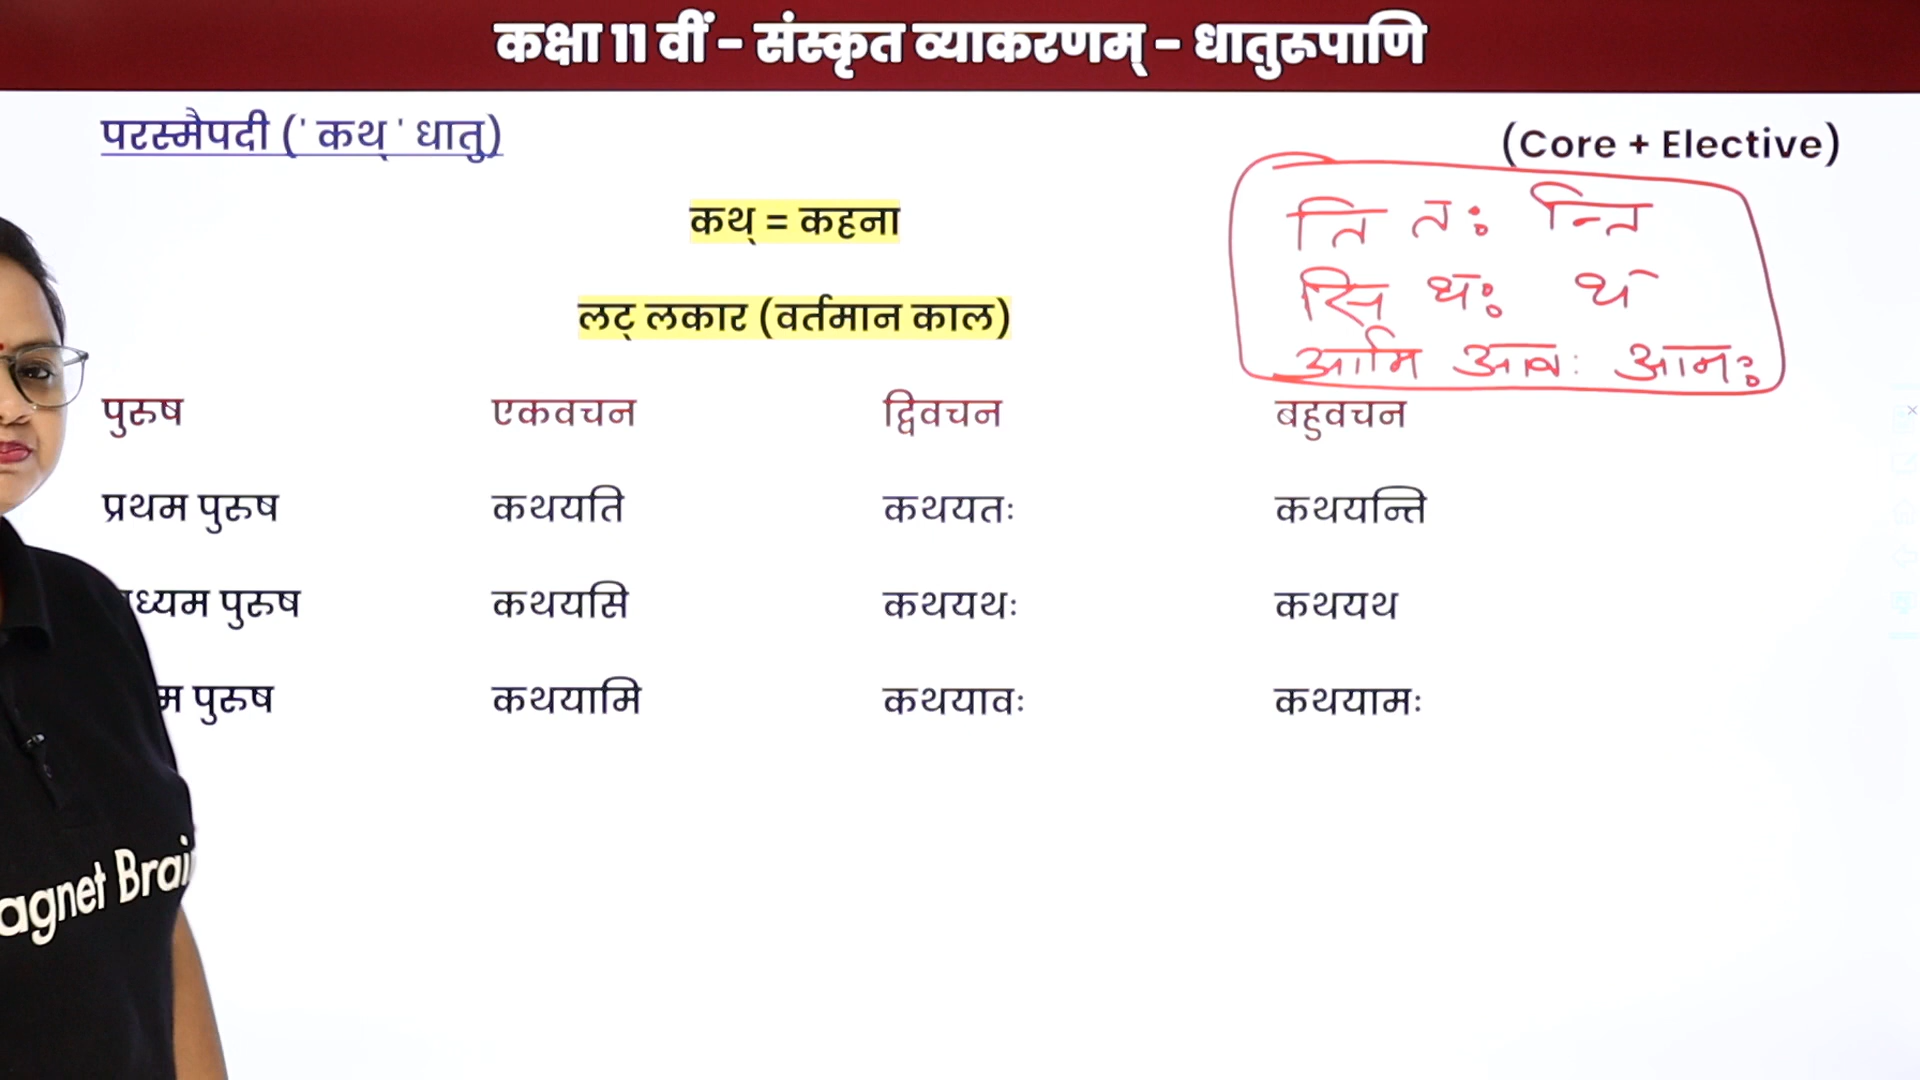 कक्षा 11 वीं - संस्कृत व्याकरणम् - धातुरूपाणि
परस्मैपदी (' कथ् ' धातु)
(Core + Elective)
कथ् = कहना
लट् लकार (वर्तमान काल)
ति तः न्ति
सि थः थ
आमि आवः आमः
पुरुष एकवचन द्विवचन बहुवचन
प्रथम पुरुष कथयति कथयतः कथयन्ति
ध्यम पुरुष कथयसि कथयथः कथयथ
म पुरुष कथयामि कथयावः कथयामः
agnet Brai